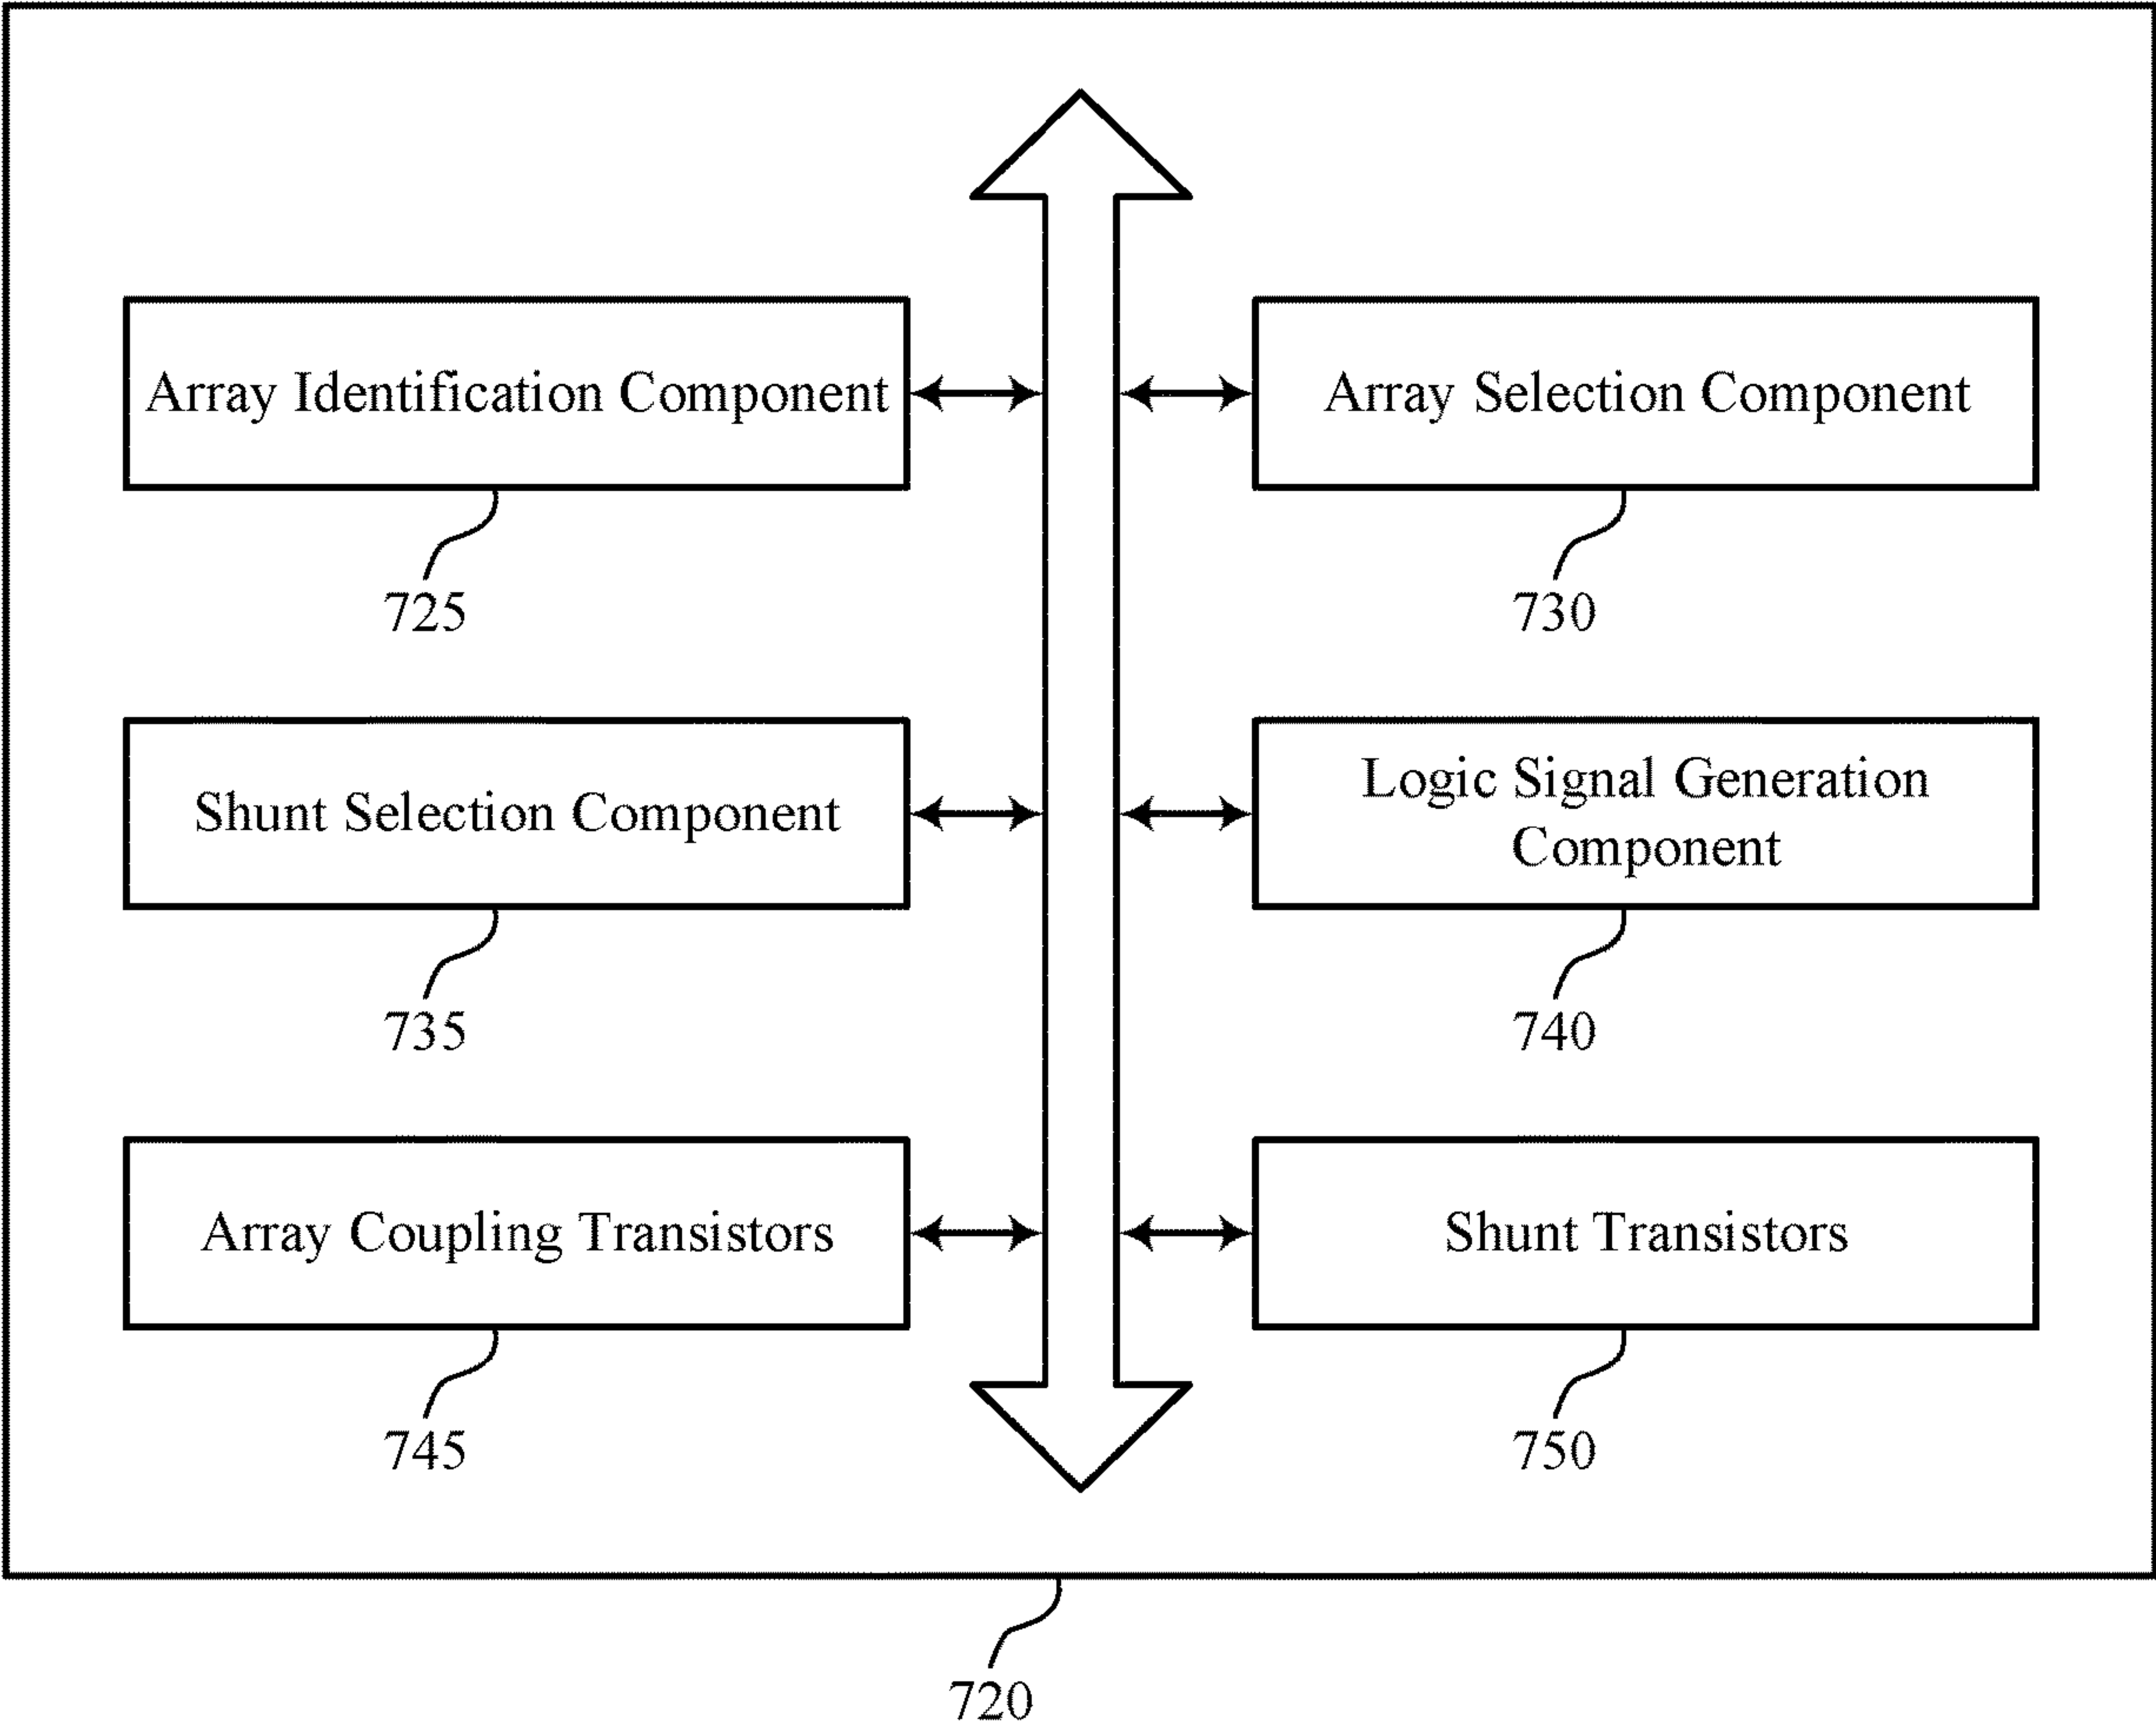 Array Identification Component
Array Selection Component
725
730
Shunt Selection Component
Logic Signal Generation
Component
735
740
Array Coupling Transistors
Shunt Transistors
745
750
720